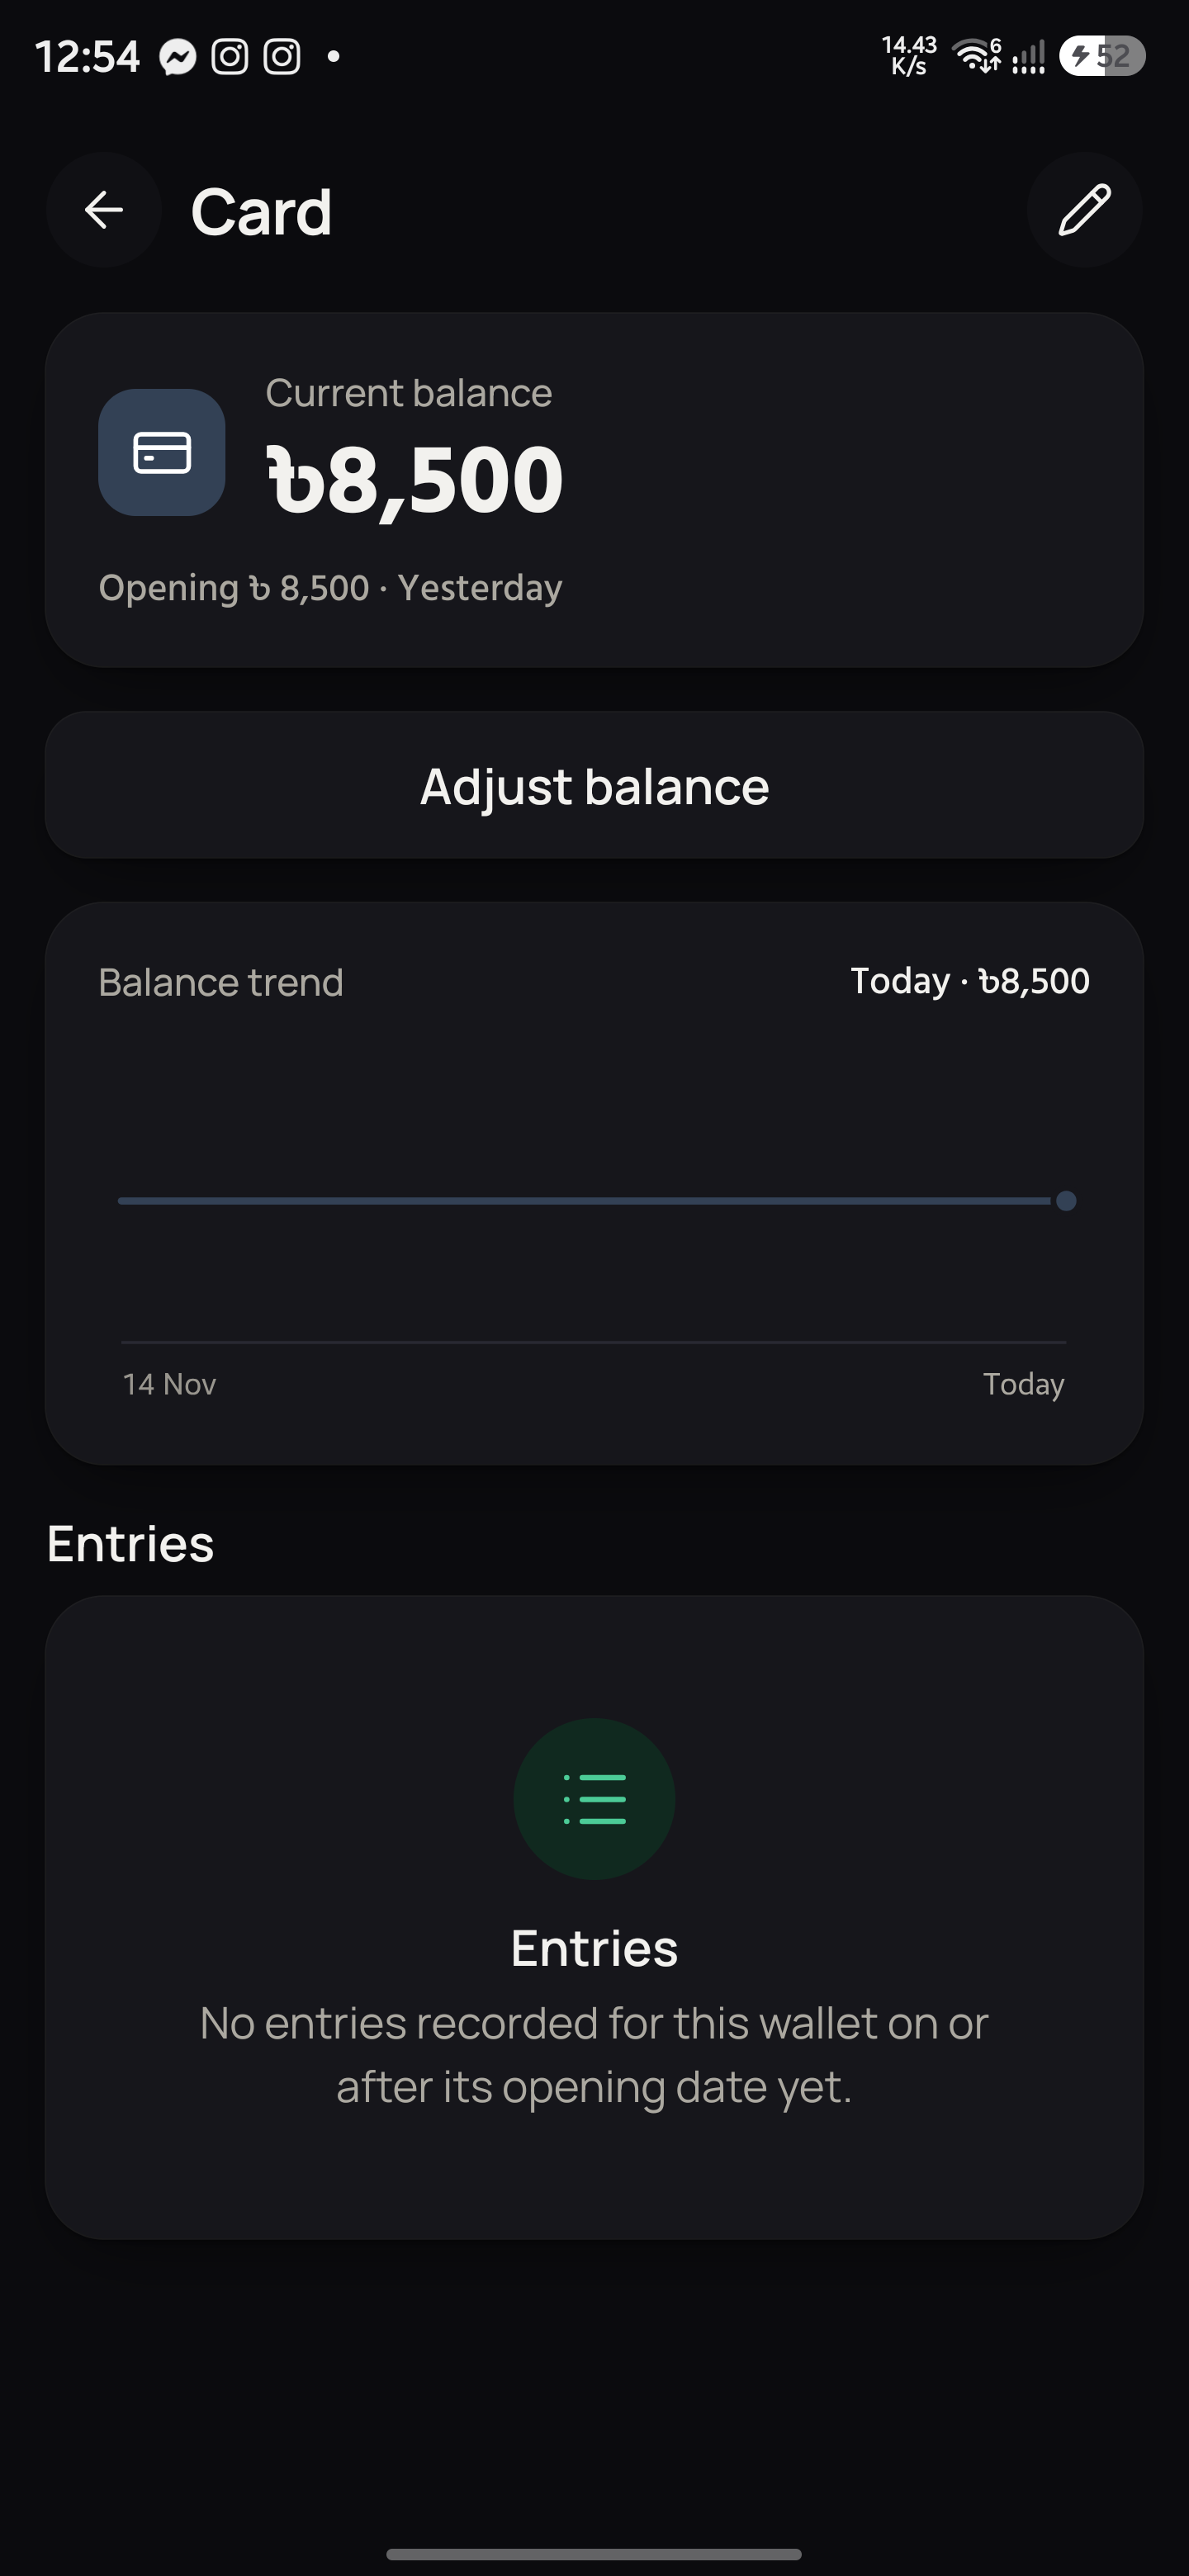 12:54
14.43
K/s
6
52
Card
Current balance
৳8,500
Opening ৳ 8,500 · Yesterday
Adjust balance
Balance trend
Today · ৳8,500
14 Nov
Today
Entries
Entries
No entries recorded for this wallet on or
after its opening date yet.